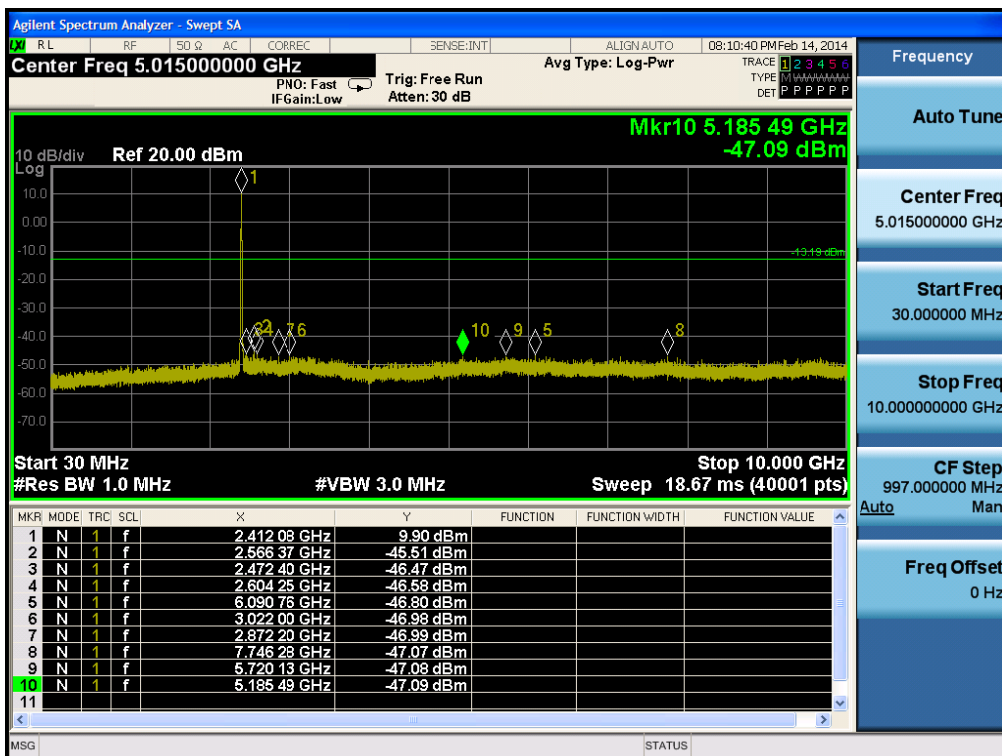 Agilent Spectrum Analyzer - Swept SA
LXI RL RF 50 Ω AC CORREC SENSE:INT ALIGN AUTO 08:10:40 PM Feb 14, 2014
Center Freq 5.015000000 GHz
PNO: Fast
IFGain:Low
Trig: Free Run
Atten: 30 dB
Avg Type: Log-Pwr
TRACE 1 2 3 4 5 6
TYPE M
DET P P P P P P
Mkr10 5.185 49 GHz
-47.09 dBm
10 dB/div Ref 20.00 dBm
Log
10.0
0.00
-10.0
-20.0
-30.0
-40.0
-50.0
-60.0
-70.0
-13.19 dBm
1
3 4 2 7 6 10 9 5 8
Start 30 MHz Stop 10.000 GHz
#Res BW 1.0 MHz #VBW 3.0 MHz Sweep 18.67 ms (40001 pts)
MKR MODE TRC SCL X Y FUNCTION FUNCTION WIDTH FUNCTION VALUE
1 N 1 f 2.412 08 GHz 9.90 dBm
2 N 1 f 2.566 37 GHz -45.51 dBm
3 N 1 f 2.472 40 GHz -46.47 dBm
4 N 1 f 2.604 25 GHz -46.58 dBm
5 N 1 f 6.090 76 GHz -46.80 dBm
6 N 1 f 3.022 00 GHz -46.98 dBm
7 N 1 f 2.872 20 GHz -46.99 dBm
8 N 1 f 7.746 28 GHz -47.07 dBm
9 N 1 f 5.720 13 GHz -47.08 dBm
10 N 1 f 5.185 49 GHz -47.09 dBm
11
MSG STATUS
Frequency
Auto Tune
Center Freq
5.015000000 GHz
Start Freq
30.000000 MHz
Stop Freq
10.000000000 GHz
CF Step
997.000000 MHz
Auto Man
Freq Offset
0 Hz